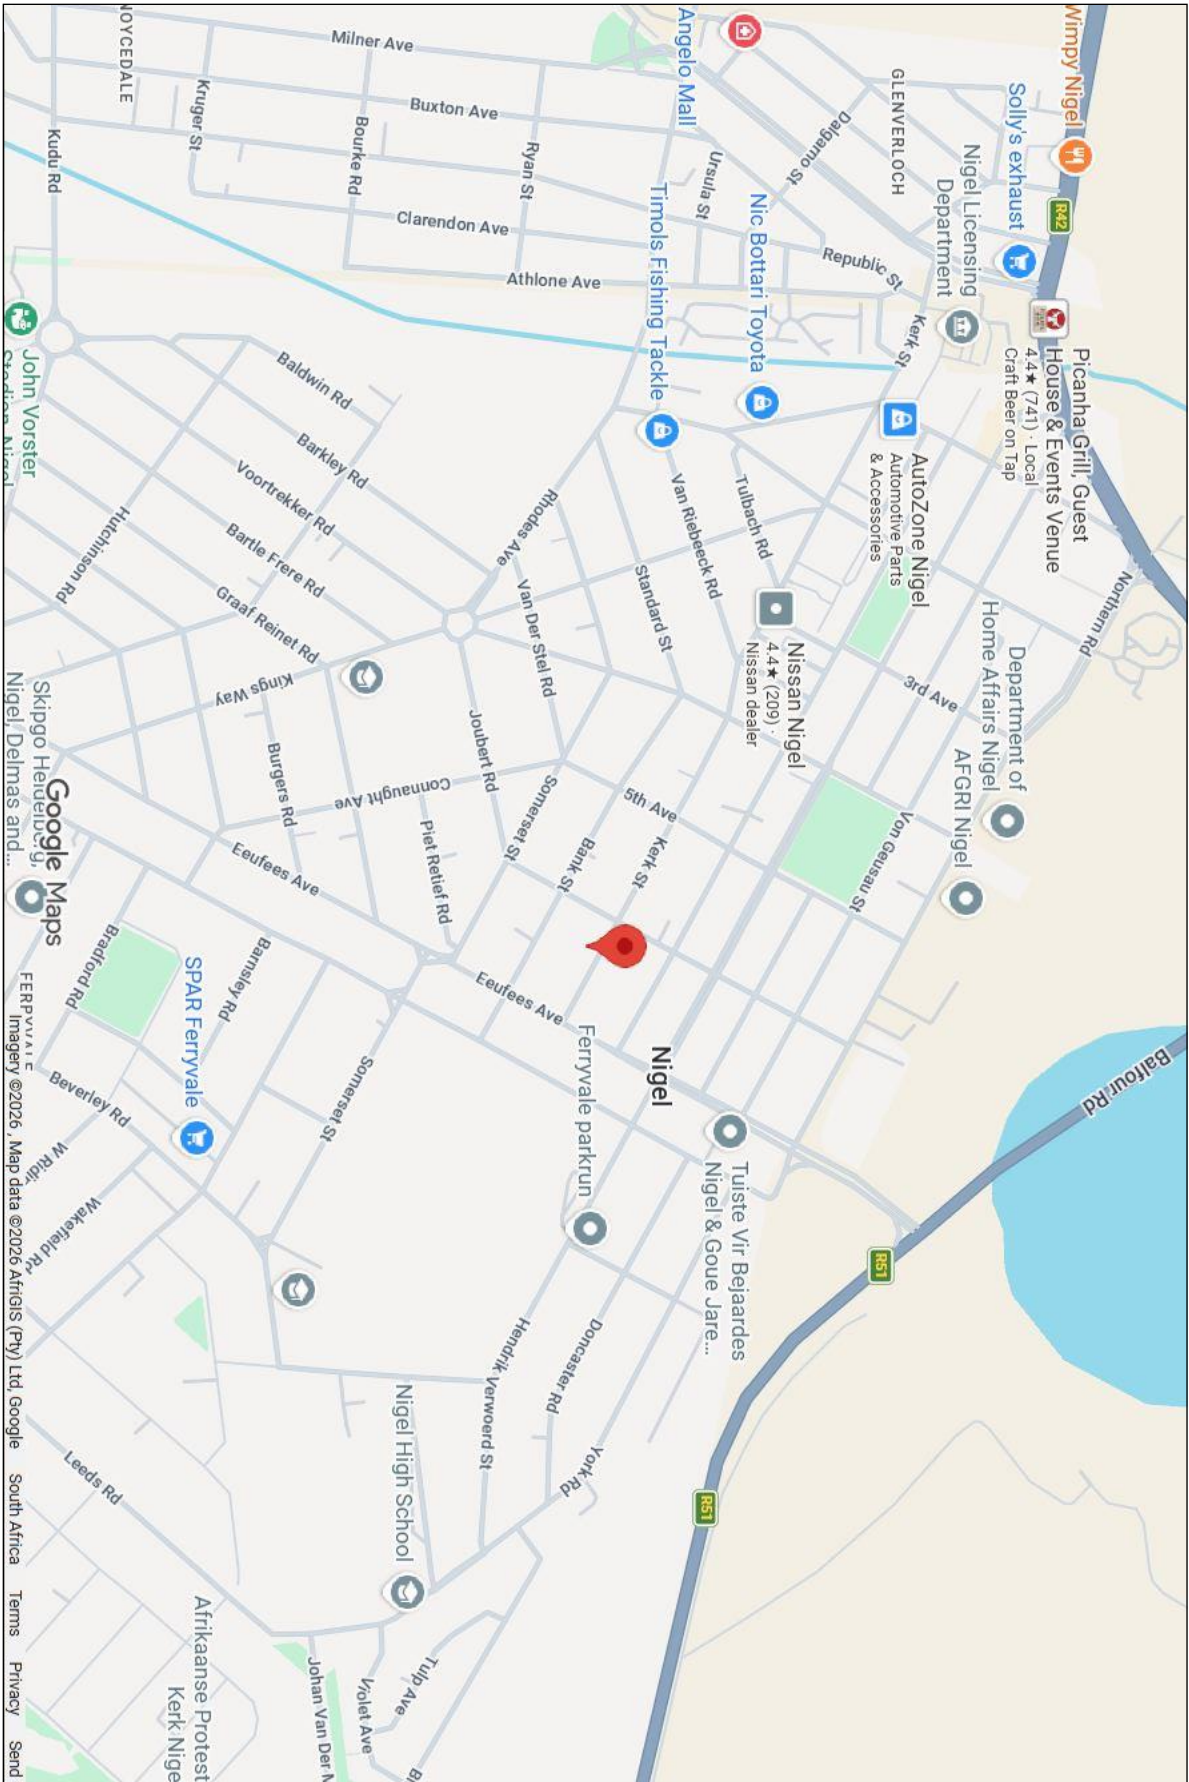 Wimpy Nigel
R42
Solly's exhaust
GLENVERLOCH
Nigel Licensing
Department
Picanha Grill, Guest
House & Events Venue
4.4★ (741) · Local
Craft Beer on Tap
Angelo Mall
Dalgarno St
Ursula St
Nic Bottari Toyota
Republic St
Kerk St
Timols Fishing Tackle
AutoZone Nigel
Automotive Parts
& Accessories
Northern Rd
Department of
Home Affairs Nigel
AFGRI Nigel
3rd Ave
Von Geusau St
Nissan Nigel
4.4★ (209) ·
Nissan dealer
Tulbach Rd
Van Riebeeck Rd
Standard St
Rhodes Ave
Van Der Stel Rd
5th Ave
Kerk St
Bank St
Somerset St
Joubert Rd
Connaught Ave
Piet Retief Rd
Burgers Rd
Kings Way
Eeufees Ave
Milner Ave
Buxton Ave
Ryan St
Bourke Rd
Kruger St
NOYCEDALE
Kudu Rd
Clarendon Ave
Athlone Ave
John Vorster
Baldwin Rd
Barkley Rd
Voortrekker Rd
Bartle Frere Rd
Graaf Reinet Rd
Hutchinson Rd
Skipgo Heidelberg,
Nigel, Delmas and...
Google Maps
Eeufees Ave
Nigel
Balfour Rd
R51
Tuiste Vir Bejaardes
Nigel & Goue Jare...
Ferryvale parkrun
Barnsley Rd
SPAR Ferryvale
Bradford Rd
Somerset St
Beverley Rd
Wakefield Rd
Hendrik Verwoerd St
Doncaster Rd
York Rd
R51
Nigel High School
Leeds Rd
Tulp Ave
Violet Ave
Johan Van Der
Afrikaanse Protest
Kerk Nige
Imagery ©2026 , Map data ©2026 AfriGIS (Pty) Ltd, Google South Africa Terms Privacy Send